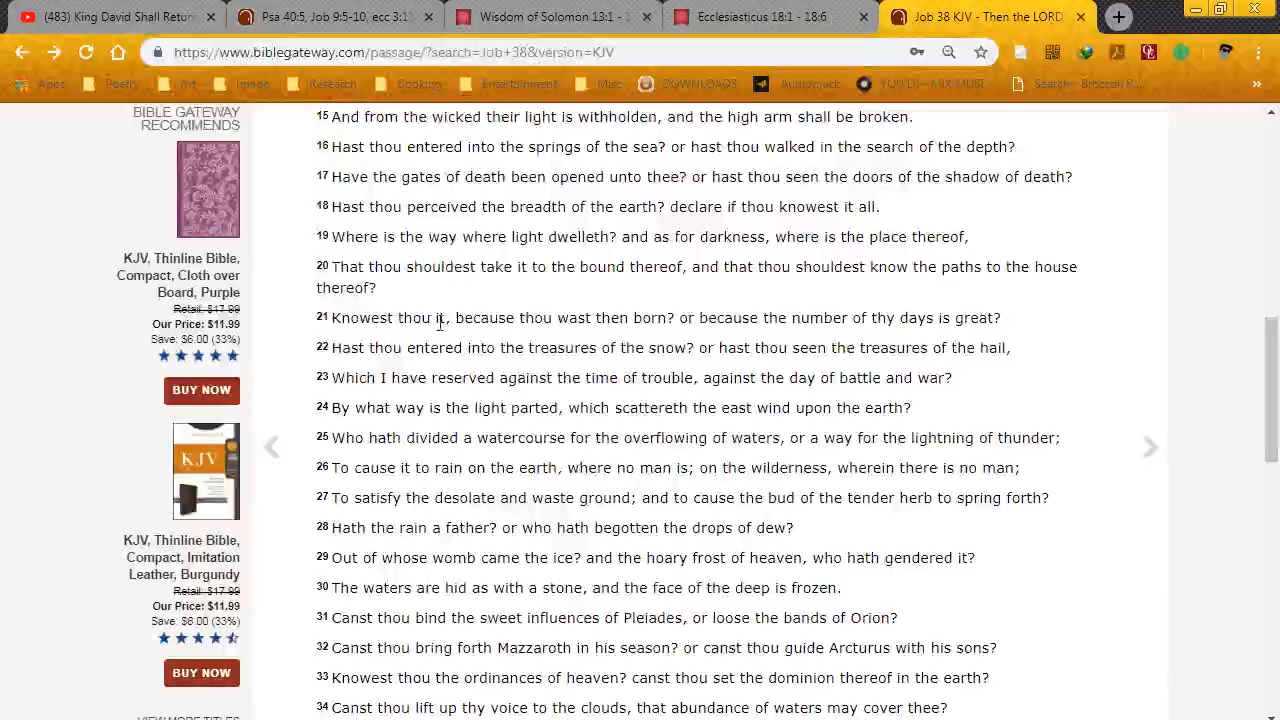 (483) King David Shall Retur
Psa 40:5, Job 9:5-10, ecc 3:1
Wisdom of Solomon 13:1 - 1
Ecclesiasticus 18:1 - 18:6
Job 38 KJV - Then the LORD
https://www.biblegateway.com/passage/?search=Job+38&version=KJV
Apps Poetry Art Image Research Cooking Entertainment Misc DOWNLOADS YOU DJ - MIX MUSI Search - Broccoli R...
BIBLE GATEWAY
RECOMMENDS
KJV
KJV, Thinline Bible,
Compact, Cloth over
Board, Purple
Retail: $17.99
Our Price: $11.99
Save: $6.00 (33%)
BUY NOW
KJV, Thinline Bible,
Compact, Imitation
Leather, Burgundy
Retail: $17.99
Our Price: $11.99
Save: $6.00 (33%)
BUY NOW
VIEW MORE TITLES
15 And from the wicked their light is withholden, and the high arm shall be broken.
16 Hast thou entered into the springs of the sea? or hast thou walked in the search of the depth?
17 Have the gates of death been opened unto thee? or hast thou seen the doors of the shadow of death?
18 Hast thou perceived the breadth of the earth? declare if thou knowest it all.
19 Where is the way where light dwelleth? and as for darkness, where is the place thereof,
20 That thou shouldest take it to the bound thereof, and that thou shouldest know the paths to the house
thereof?
21 Knowest thou it, because thou wast then born? or because the number of thy days is great?
22 Hast thou entered into the treasures of the snow? or hast thou seen the treasures of the hail,
23 Which I have reserved against the time of trouble, against the day of battle and war?
24 By what way is the light parted, which scattereth the east wind upon the earth?
25 Who hath divided a watercourse for the overflowing of waters, or a way for the lightning of thunder;
26 To cause it to rain on the earth, where no man is; on the wilderness, wherein there is no man;
27 To satisfy the desolate and waste ground; and to cause the bud of the tender herb to spring forth?
28 Hath the rain a father? or who hath begotten the drops of dew?
29 Out of whose womb came the ice? and the hoary frost of heaven, who hath gendered it?
30 The waters are hid as with a stone, and the face of the deep is frozen.
31 Canst thou bind the sweet influences of Pleiades, or loose the bands of Orion?
32 Canst thou bring forth Mazzaroth in his season? or canst thou guide Arcturus with his sons?
33 Knowest thou the ordinances of heaven? canst thou set the dominion thereof in the earth?
34 Canst thou lift up thy voice to the clouds, that abundance of waters may cover thee?